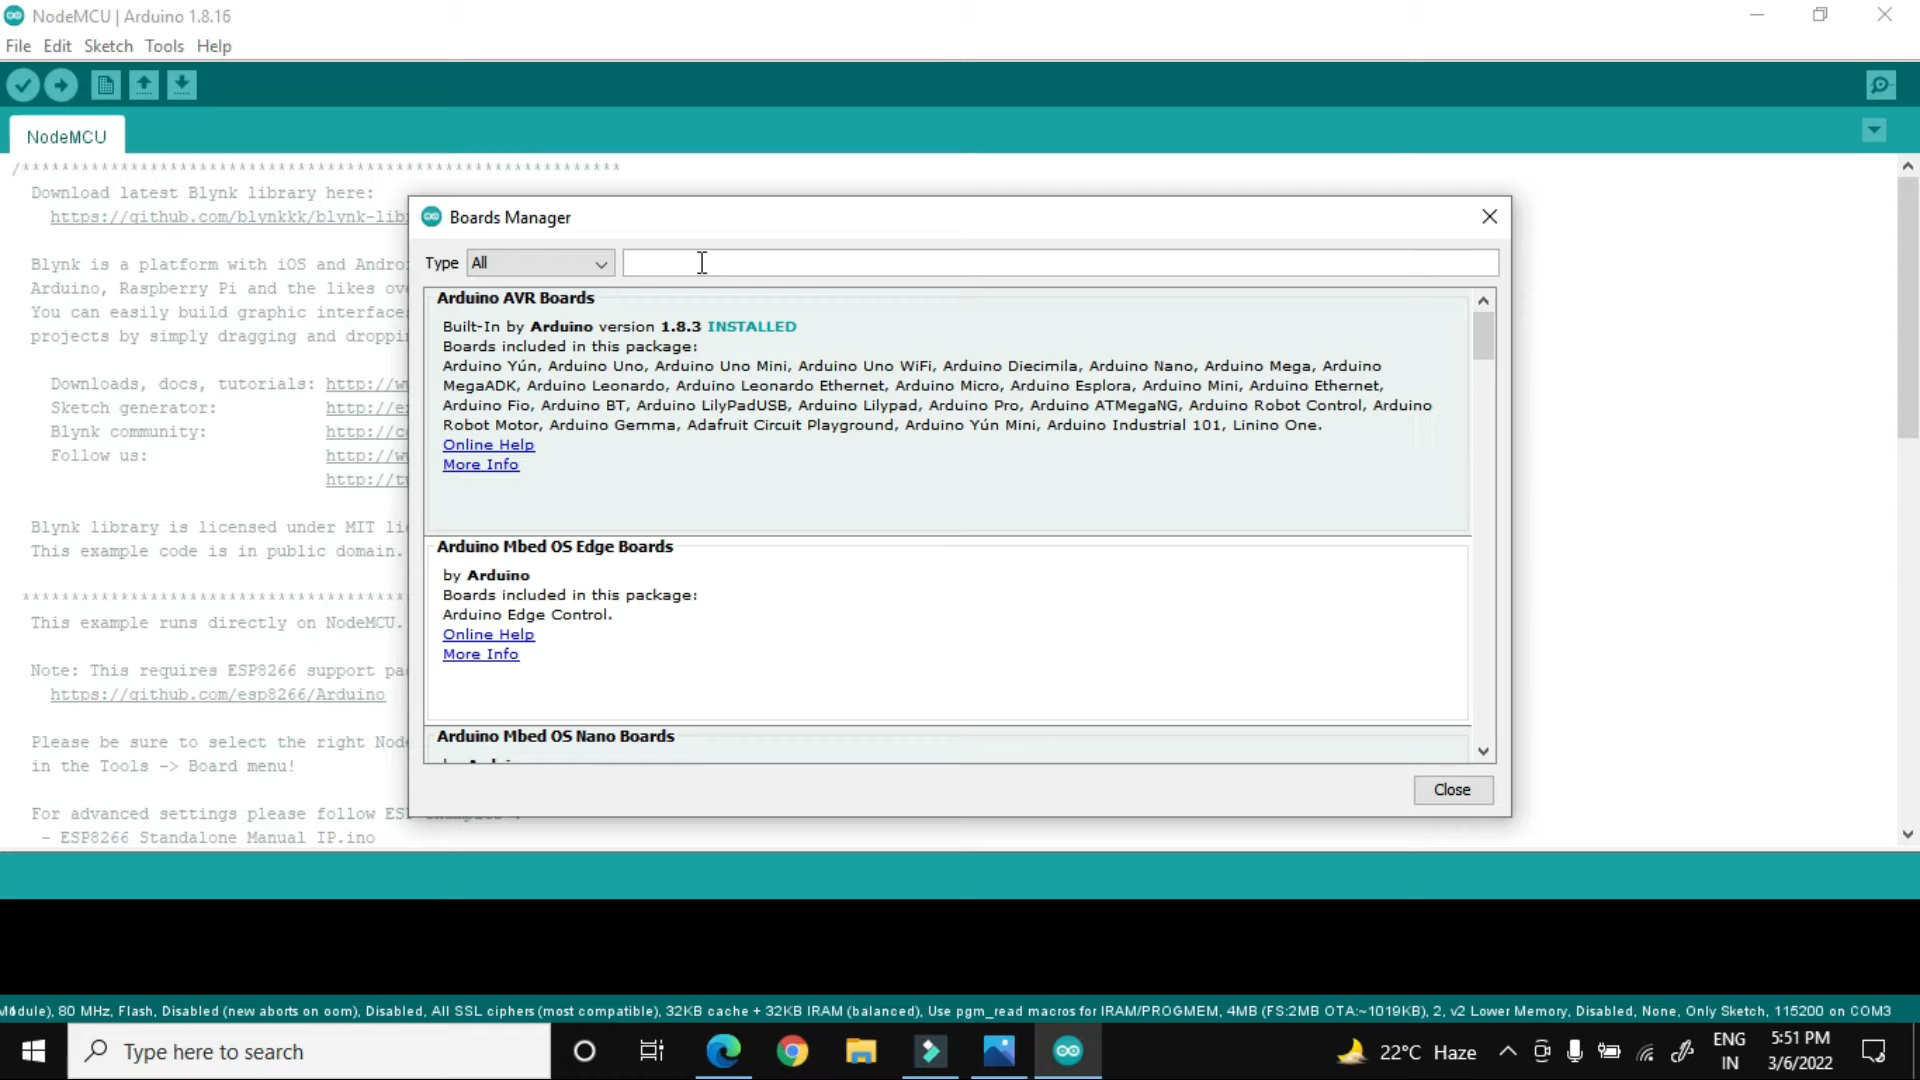 NodeMCU | Arduino 1.8.16
File Edit Sketch Tools Help
NodeMCU
/*************************************************************
Download latest Blynk library here:
https://github.com/blynkkk/blynk-libr
Blynk is a platform with iOS and Andro
Arduino, Raspberry Pi and the likes ov
You can easily build graphic interface
projects by simply dragging and droppi
Downloads, docs, tutorials: http://w
Sketch generator: http://e
Blynk community: http://c
Follow us: http://w
http://t
Blynk library is licensed under MIT li
This example code is in public domain.
***************************************
This example runs directly on NodeMCU.
Note: This requires ESP8266 support pa
https://github.com/esp8266/Arduino
Please be sure to select the right Node
in the Tools -> Board menu!
For advanced settings please follow ESP examples :
- ESP8266 Standalone Manual IP.ino
Boards Manager
Type All
Arduino AVR Boards
Built-In by Arduino version 1.8.3 INSTALLED
Boards included in this package:
Arduino Yún, Arduino Uno, Arduino Uno Mini, Arduino Uno WiFi, Arduino Diecimila, Arduino Nano, Arduino Mega, Arduino
MegaADK, Arduino Leonardo, Arduino Leonardo Ethernet, Arduino Micro, Arduino Esplora, Arduino Mini, Arduino Ethernet,
Arduino Fio, Arduino BT, Arduino LilyPadUSB, Arduino Lilypad, Arduino Pro, Arduino ATMegaNG, Arduino Robot Control, Arduino
Robot Motor, Arduino Gemma, Adafruit Circuit Playground, Arduino Yún Mini, Arduino Industrial 101, Linino One.
Online Help
More Info
Arduino Mbed OS Edge Boards
by Arduino
Boards included in this package:
Arduino Edge Control.
Online Help
More Info
Arduino Mbed OS Nano Boards
Close
Module), 80 MHz, Flash, Disabled (new aborts on oom), Disabled, All SSL ciphers (most compatible), 32KB cache + 32KB IRAM (balanced), Use pgm_read macros for IRAM/PROGMEM, 4MB (FS:2MB OTA:~1019KB), 2, v2 Lower Memory, Disabled, None, Only Sketch, 115200 on COM3
Type here to search
22°C Haze
ENG
IN
5:51 PM
3/6/2022